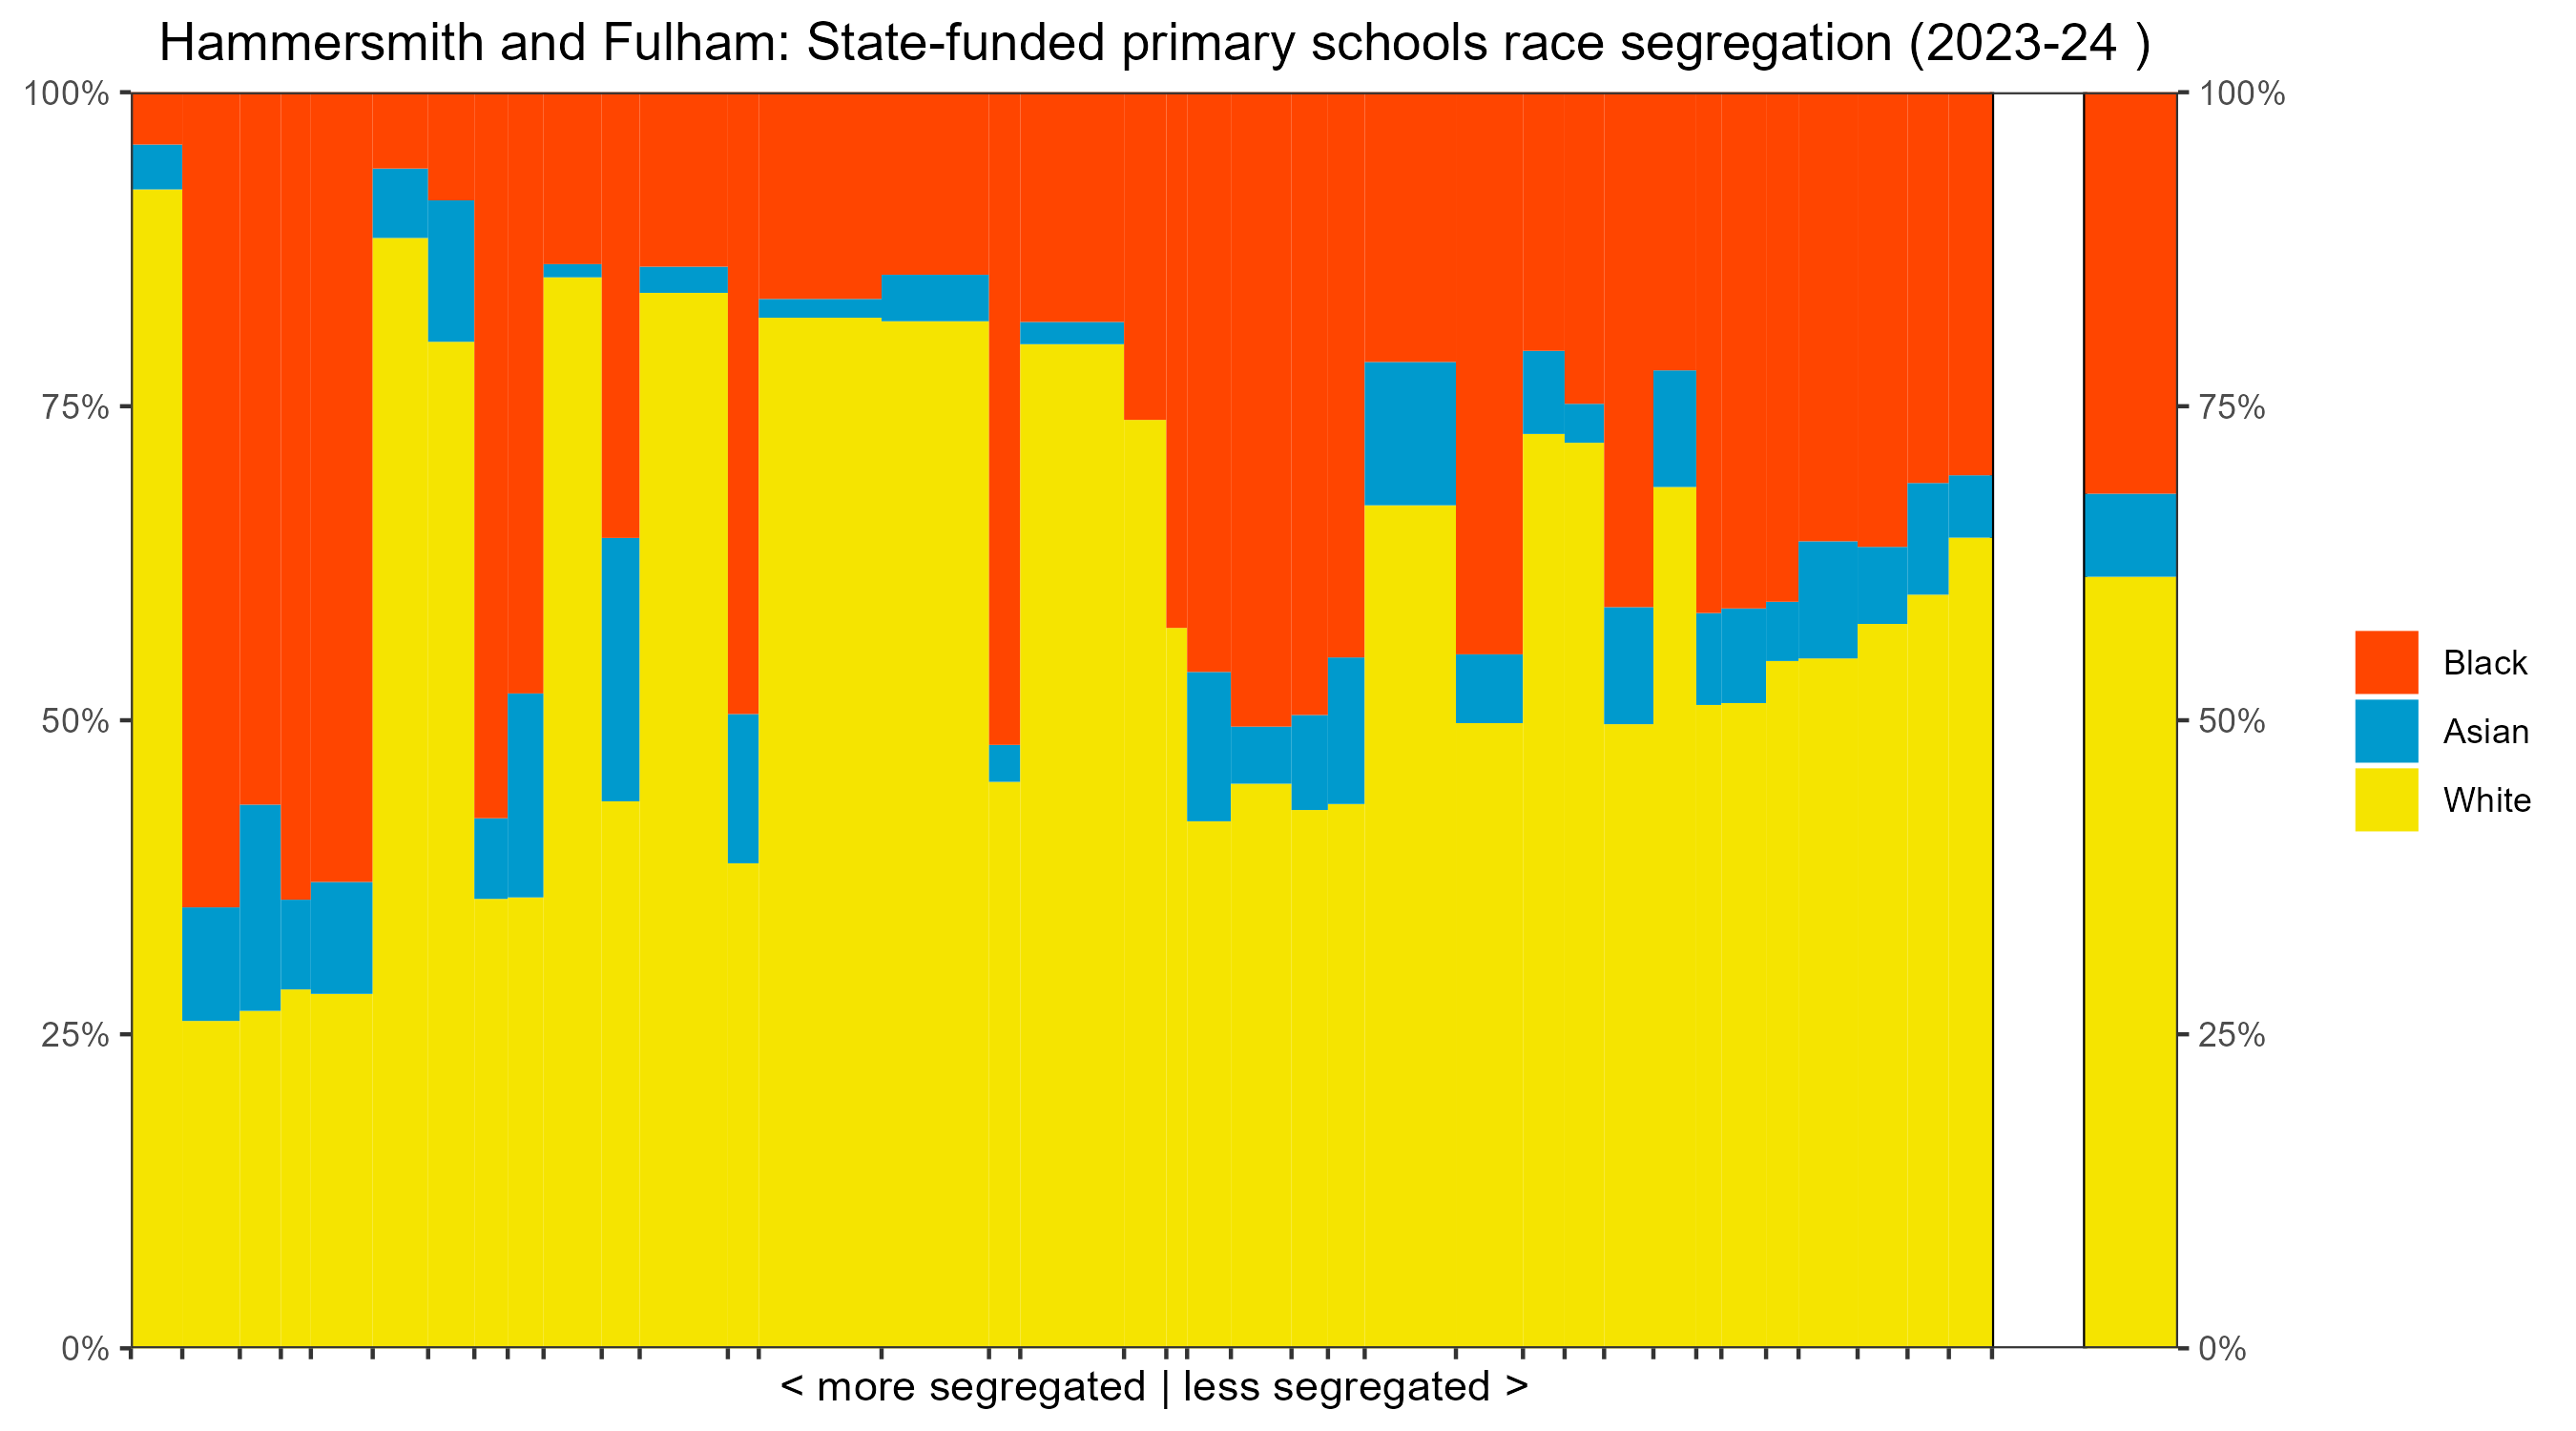 Hammersmith and Fulham: State-funded primary schools race segregation (2023-24 )
100%
75%
50%
25%
0%
100%
75%
50%
25%
0%
Black
Asian
White
< more segregated | less segregated >